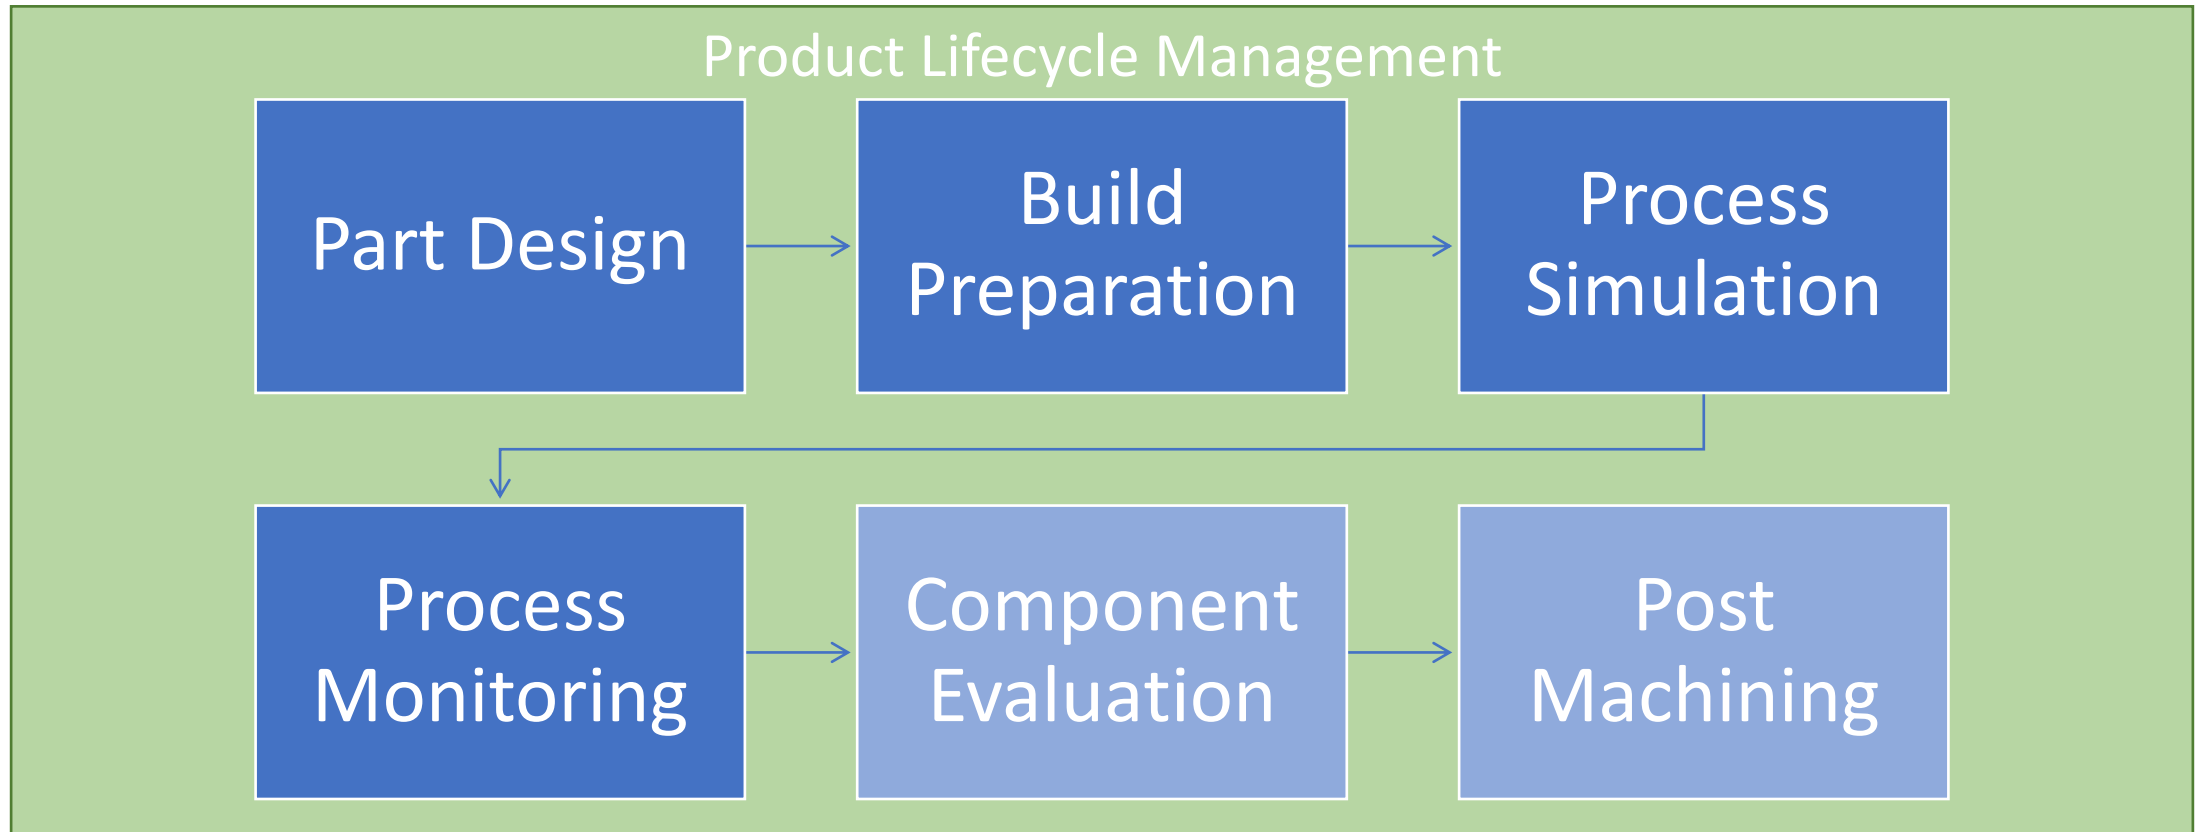 Product Lifecycle Management
Part Design
Build
Preparation
Process
Simulation
Process
Monitoring
Component
Evaluation
Post
Machining